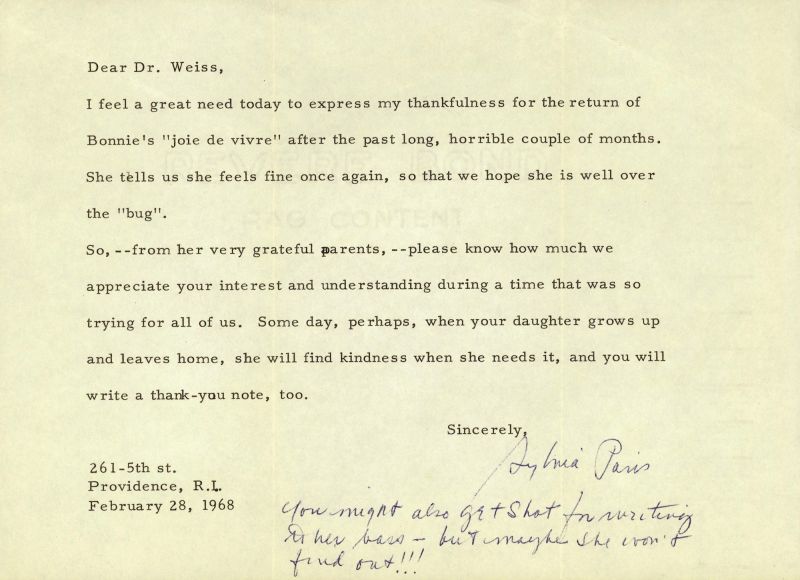 Dear Dr. Weiss,
I feel a great need today to express my thankfulness for the return of
Bonnie's "joie de vivre" after the past long, horrible couple of months.
She tells us she feels fine once again, so that we hope she is well over
the "bug".
So, --from her very grateful parents, --please know how much we
appreciate your interest and understanding during a time that was so
trying for all of us. Some day, perhaps, when your daughter grows up
and leaves home, she will find kindness when she needs it, and you will
write a thank-you note, too.
Sincerely,
Sylvia Paris
261-5th st.
Providence, R.I.
February 28, 1968
You might also get shot for writing
to her boss - but maybe she won't
find out!!!
RAG CONTENT